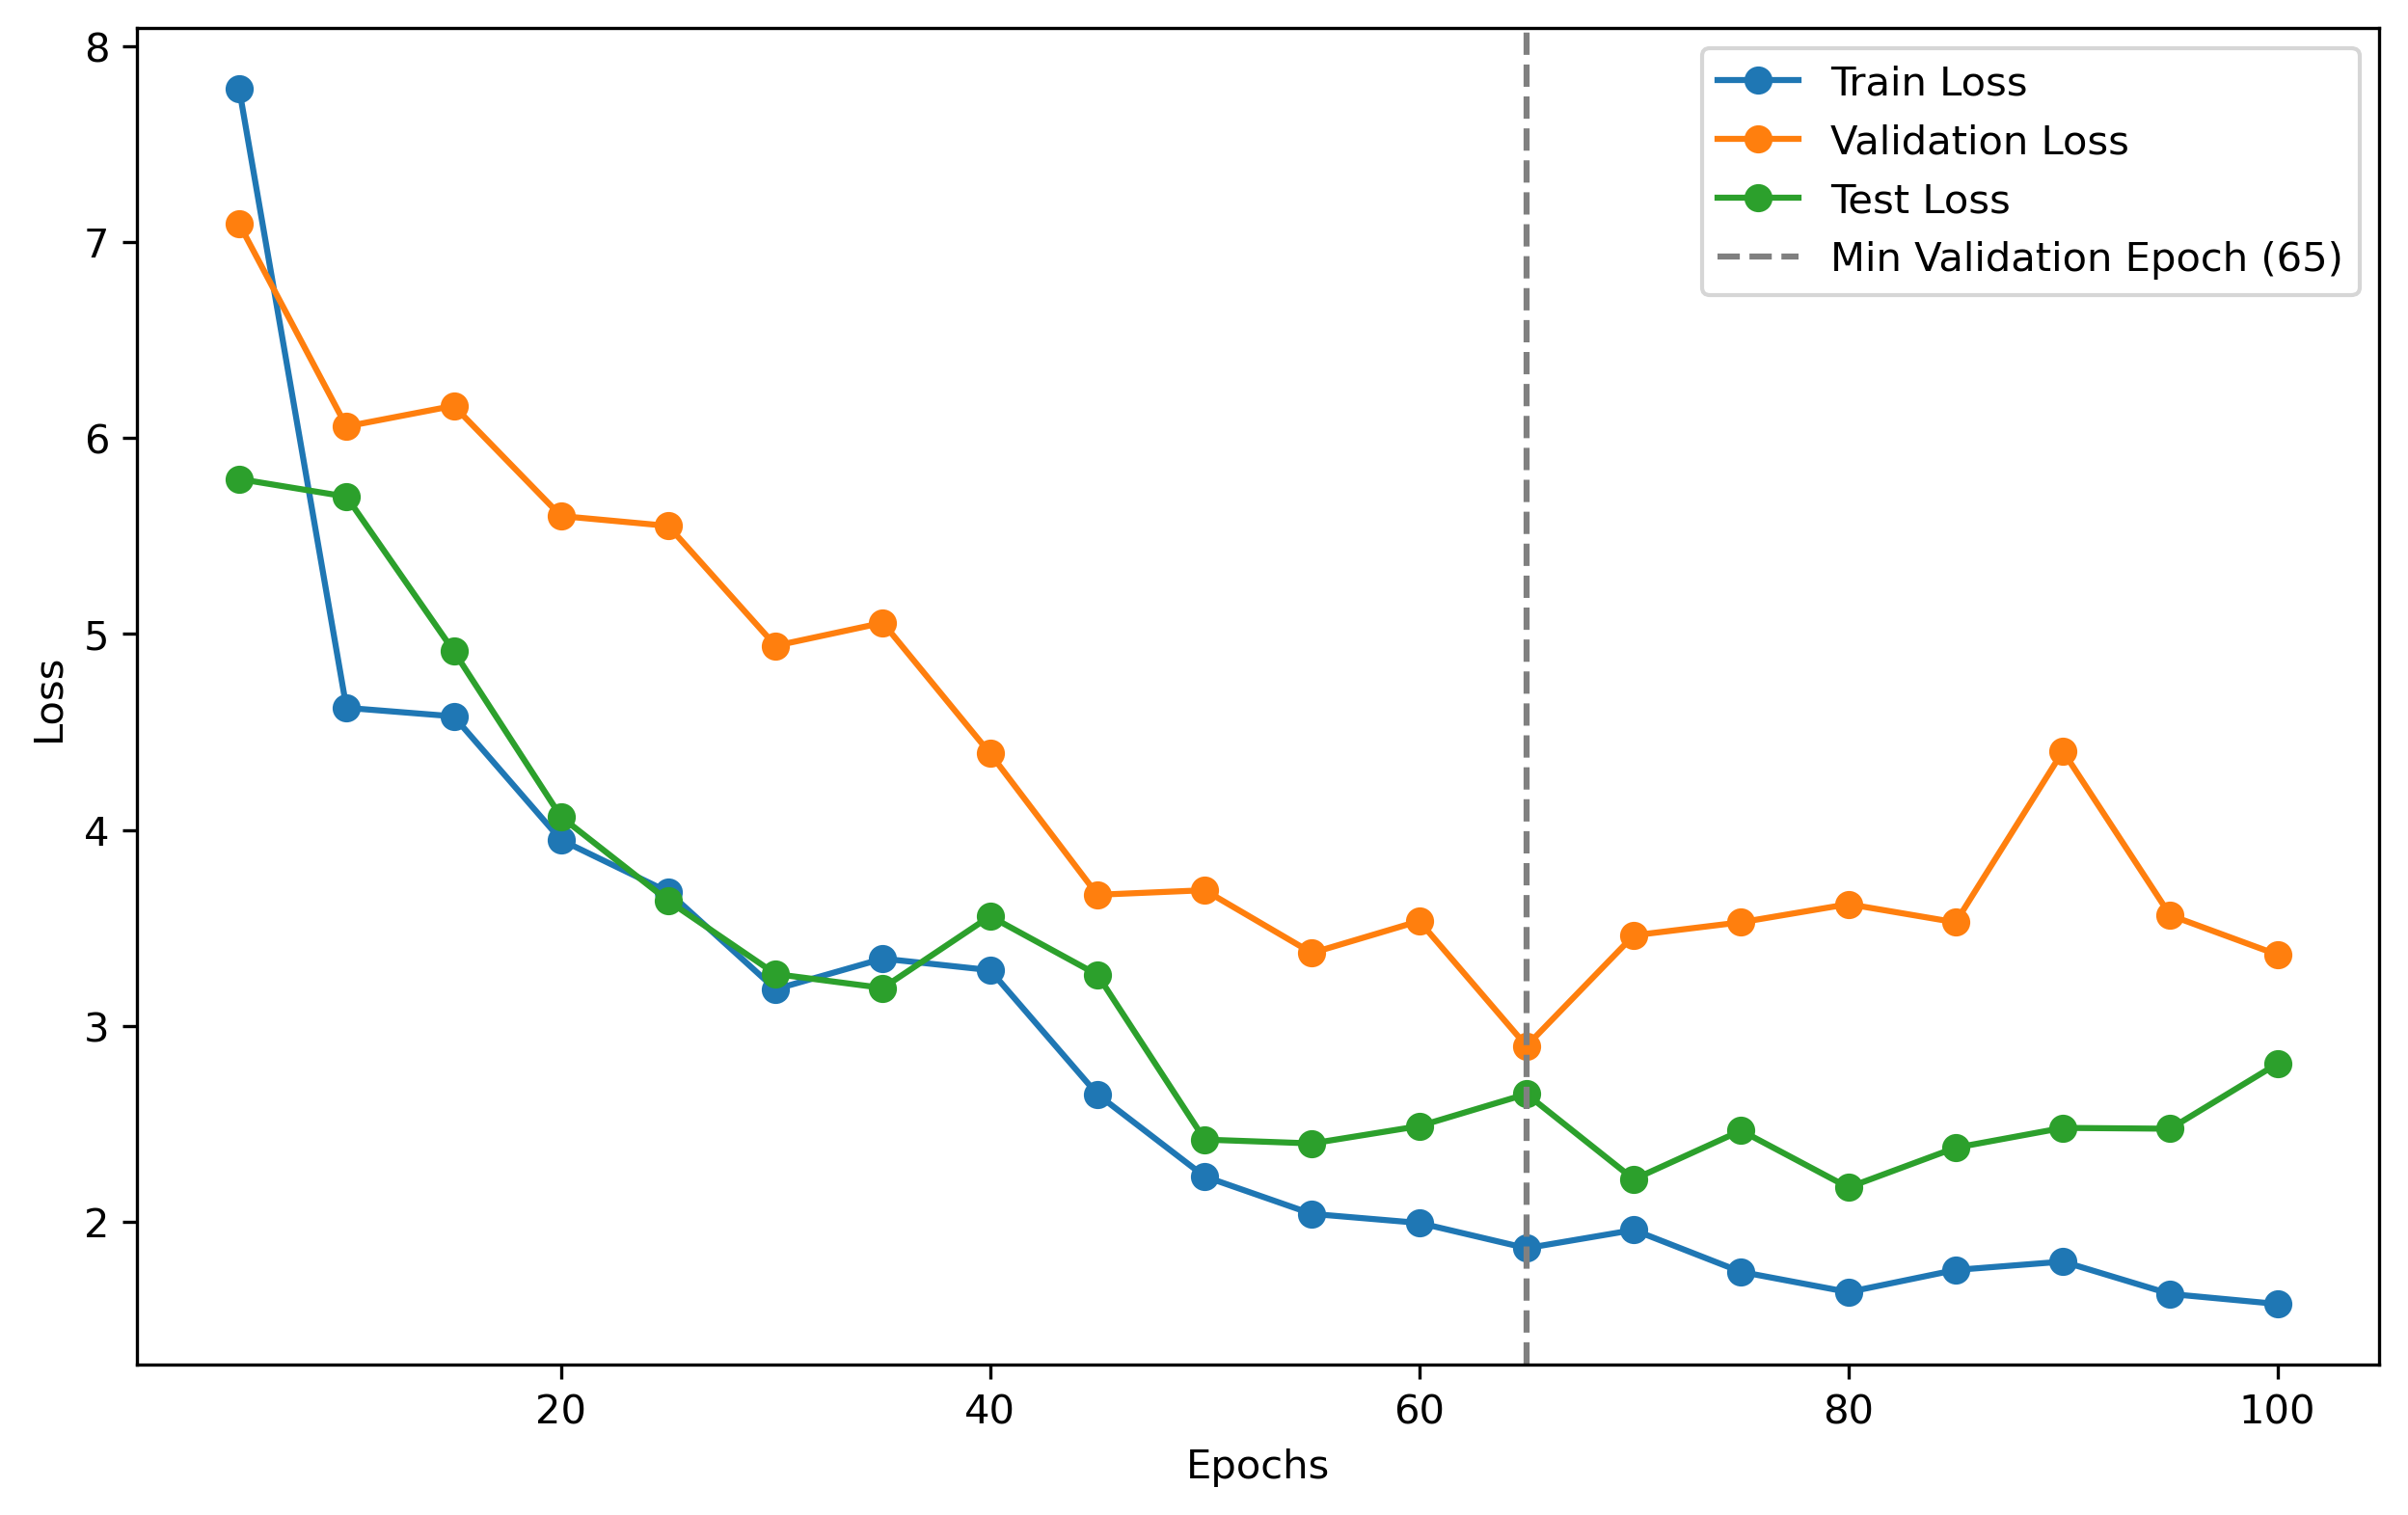 8
7
6
5
4
3
2
Loss
Train Loss
Validation Loss
Test Loss
Min Validation Epoch (65)
20 40 60 80 100
Epochs